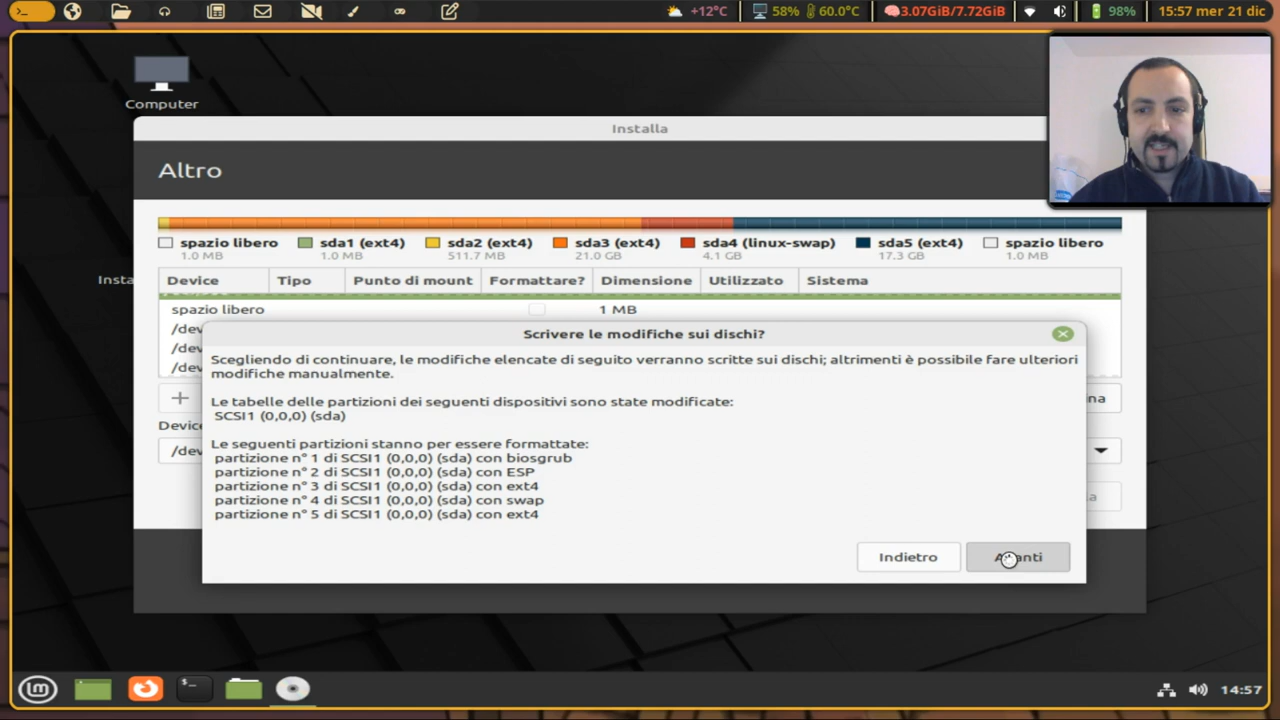 +12°C
58%
60.0°C
3.07GiB/7.72GiB
98%
15:57 mer 21 dic
Computer
Installa
Altro
spazio libero
1.0 MB
sda1 (ext4)
1.0 MB
sda2 (ext4)
511.7 MB
sda3 (ext4)
21.0 GB
sda4 (linux-swap)
4.1 GB
sda5 (ext4)
17.3 GB
spazio libero
1.0 MB
Device Tipo Punto di mount Formattare? Dimensione Utilizzato Sistema
Insta
spazio libero 1 MB
/dev
/dev
/dev
Scrivere le modifiche sui dischi?
Scegliendo di continuare, le modifiche elencate di seguito verranno scritte sui dischi; altrimenti è possibile fare ulteriori
modifiche manualmente.
Le tabelle delle partizioni dei seguenti dispositivi sono state modificate:
SCSI1 (0,0,0) (sda)
Le seguenti partizioni stanno per essere formattate:
partizione n° 1 di SCSI1 (0,0,0) (sda) con biosgrub
partizione n° 2 di SCSI1 (0,0,0) (sda) con ESP
partizione n° 3 di SCSI1 (0,0,0) (sda) con ext4
partizione n° 4 di SCSI1 (0,0,0) (sda) con swap
partizione n° 5 di SCSI1 (0,0,0) (sda) con ext4
+
na
Device
/dev
a
Indietro
Avanti
14:57